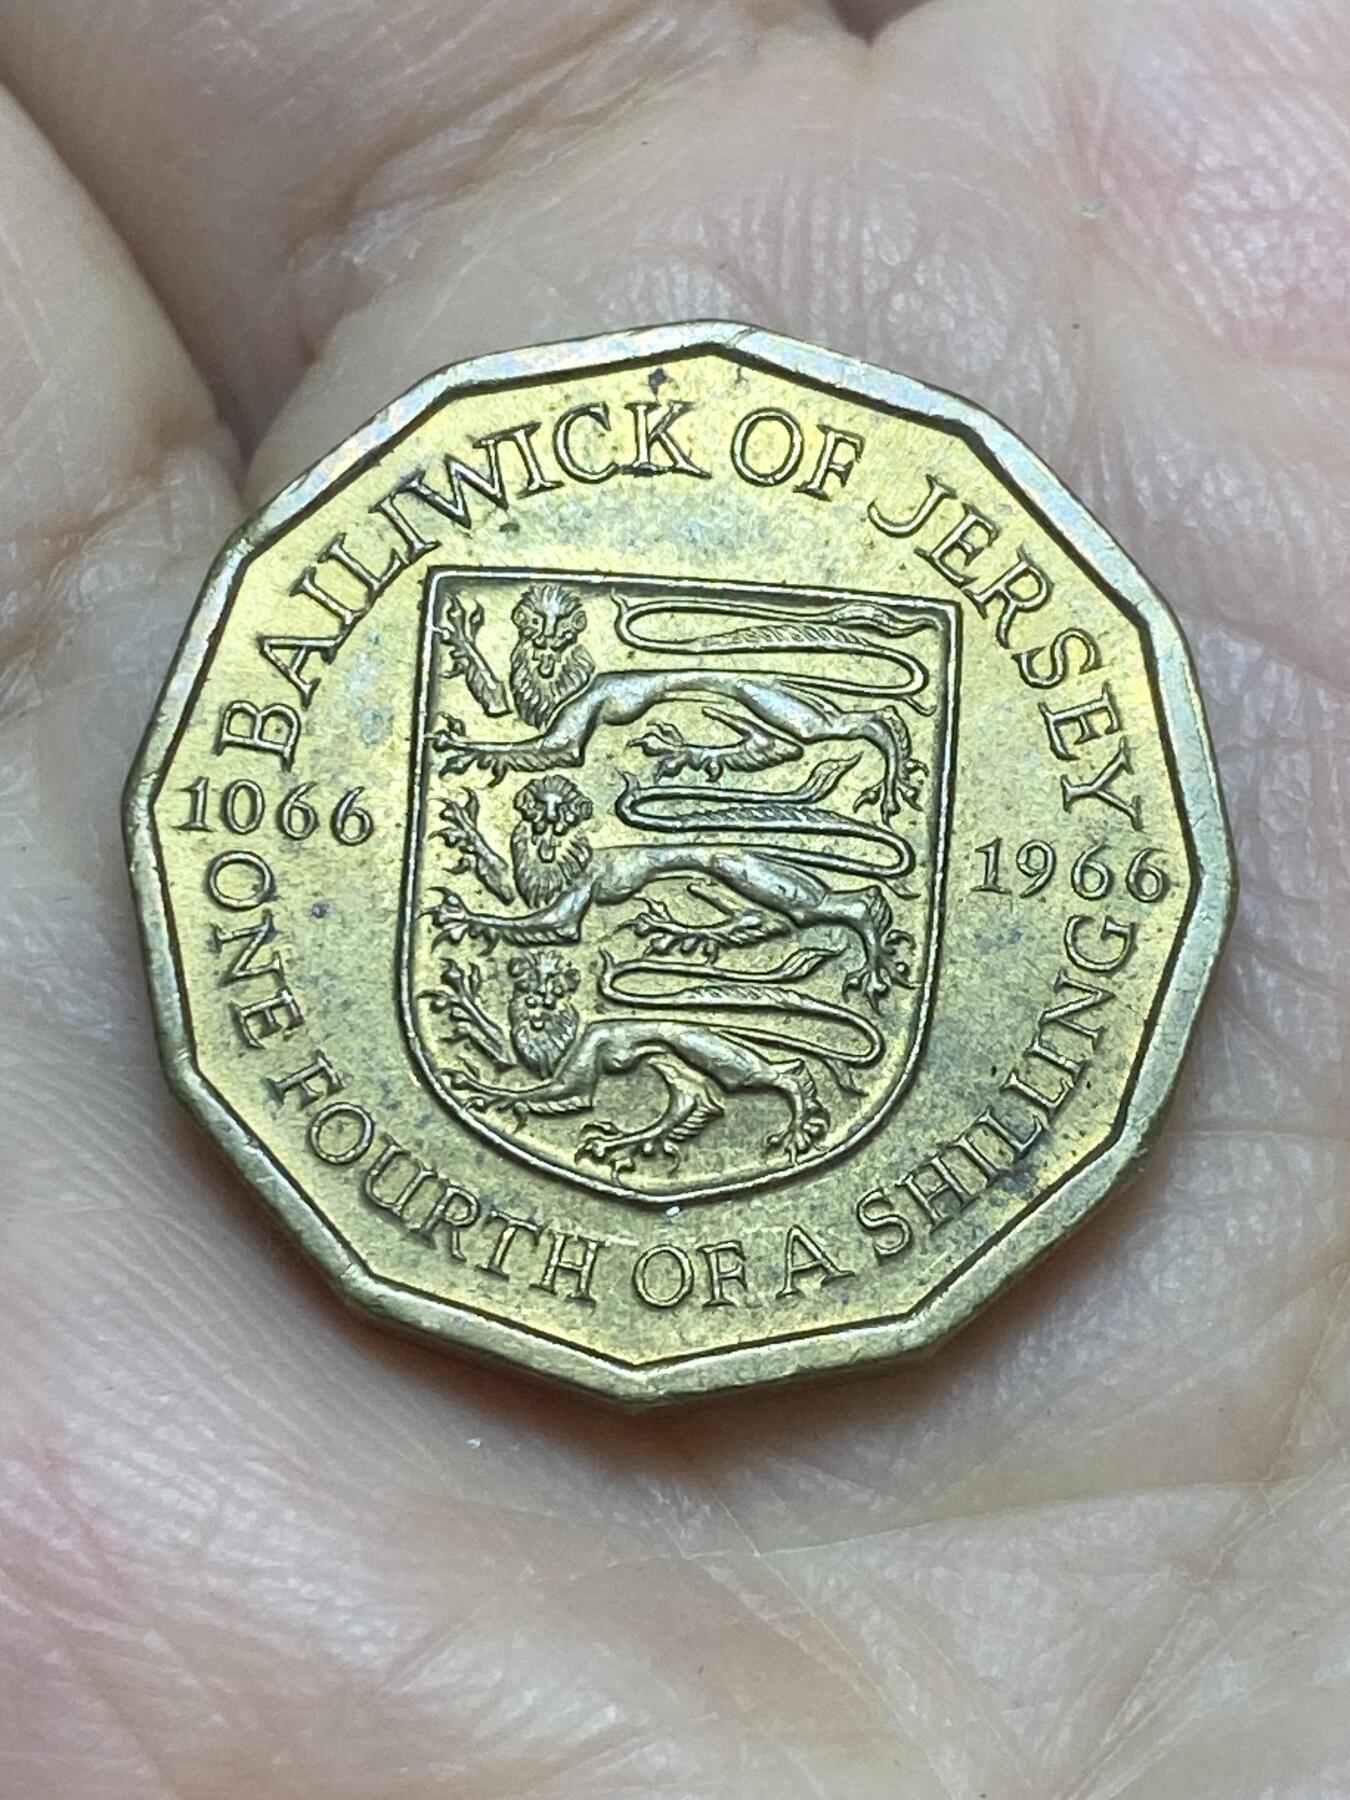 BAILIWICK OF JERSEY
1066
1966
ONE FOURTH OF A SHILLING